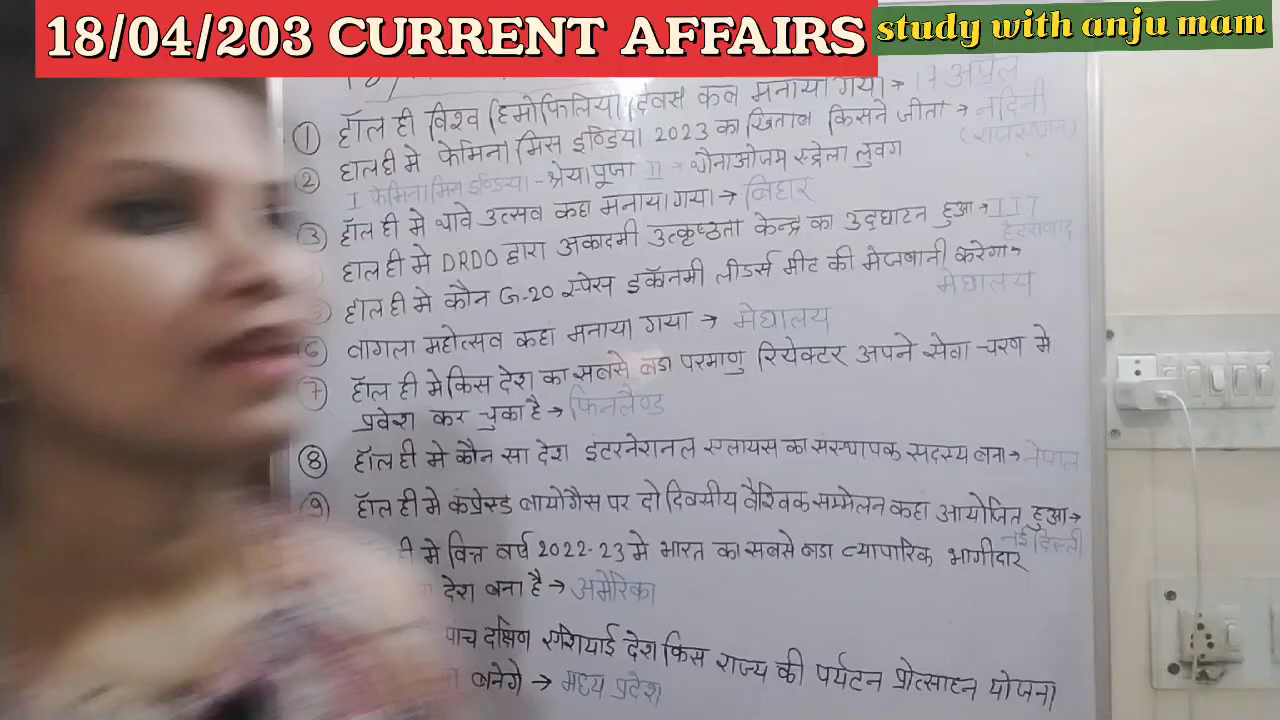 18/04/203 CURRENT AFFAIRS
study with anju mam
① हॉल ही विश्व हिमोफिलिया दिवस कब मनाया गया → 17 अप्रैल
② हालही मे फेमिना मिस इण्डिया 2023 का खिताब किसने जीता → नदिनी
(राजस्थान)
I फेमिना मिस इण्डिया - श्रेया पूंजा II → थौनाओजम स्ट्रेला लुवग
③ हॉल ही मे थावे उत्सव कहा मनाया गया → बिहार
हालही मे DRDO द्वारा अकादमी उत्कृष्ठता केन्द्र का उद्घाटन हुआ → IIT
हैदराबाद
हाल ही मे कौन G-20 स्पेस इकॅानमी लीडर्स मीट की मेजबानी करेगा →
मेघालय
⑥ वागला महोत्सव कहां मनाया गया → मेघालय
⑦ हॉल ही मे किस देश का सबसे बडा परमाणु रियेक्टर अपने सेवा चरण मे
प्रवेश कर चुका है → फिनलैण्ड
⑧ हॉल ही मे कौन सा देश इंटरनेशनल एलायस का संस्थापक सदस्य बना → नेपाल
⑨ हॉल ही मे कंप्रेस्ड बायोगैस पर दो दिवसीय वैश्विक सम्मेलन कहां आयोजित हुआ →
नई दिल्ली
ही मे वित्त वर्ष 2022-23 मे भारत का सबसे बडा व्यापारिक भागीदार
देश बना है → अमेरिका
पांच दक्षिण एशियाई देश किस राज्य की पर्यटन प्रोत्साहन योजना
बनेगे → मध्य प्रदेश